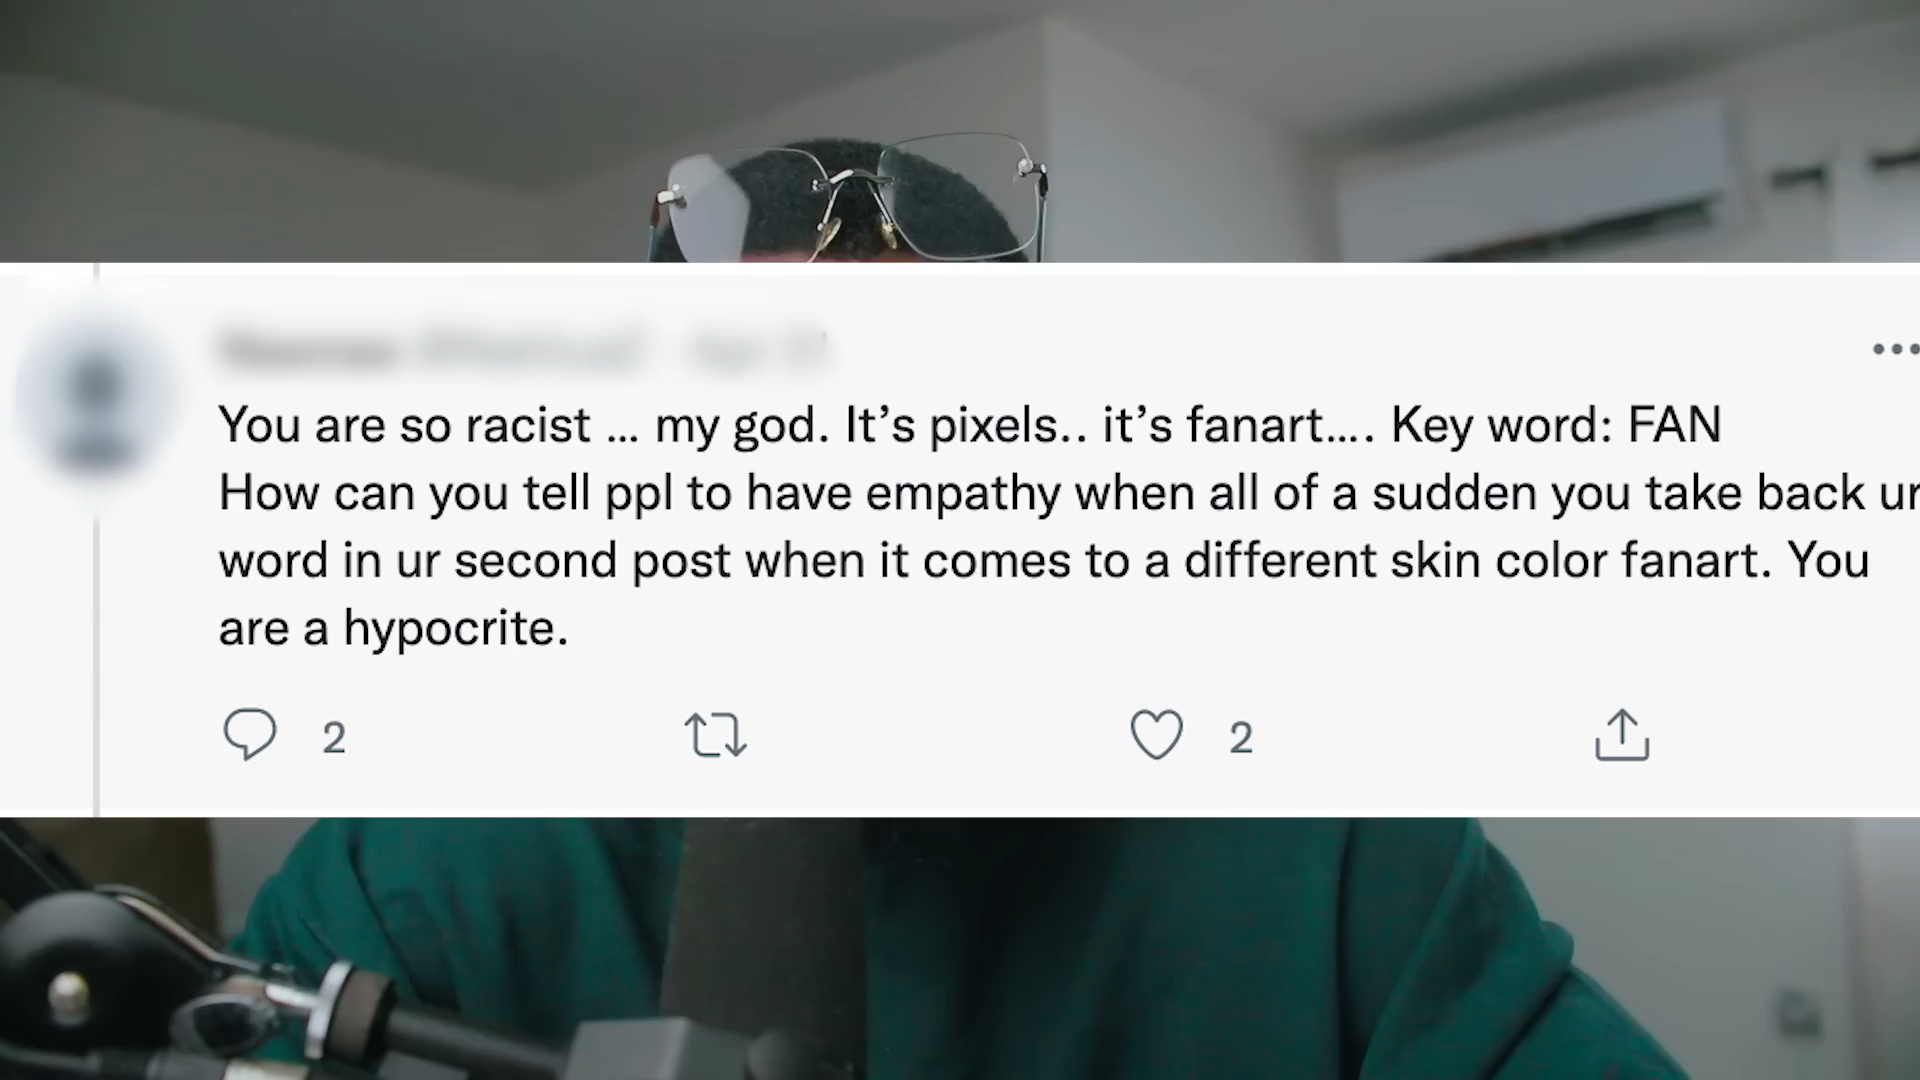 You are so racist ... my god. It's pixels.. it's fanart.... Key word: FAN
How can you tell ppl to have empathy when all of a sudden you take back ur
word in ur second post when it comes to a different skin color fanart. You
are a hypocrite.
2
2